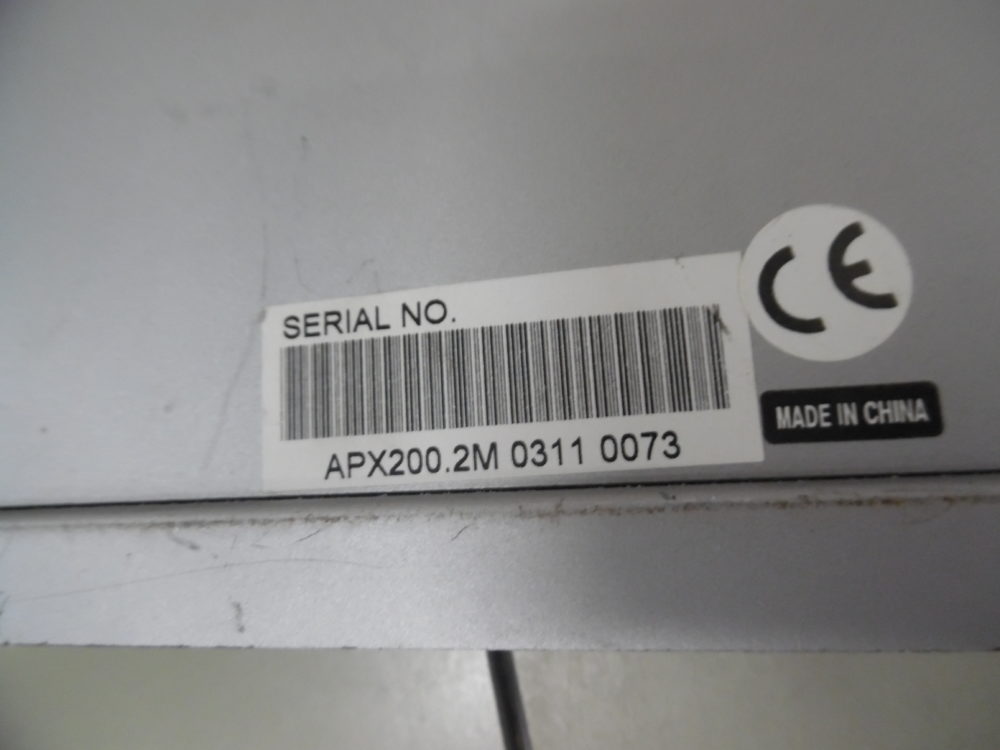 SERIAL NO.
APX200.2M 0311 0073
CE
MADE IN CHINA